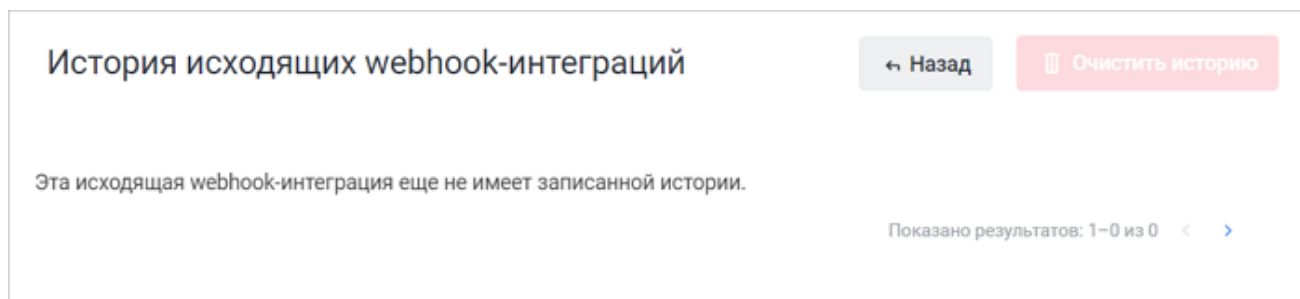 История исходящих webhook-интеграций
Назад
Очистить историю
Эта исходящая webhook-интеграция еще не имеет записанной истории.
Показано результатов: 1–0 из 0